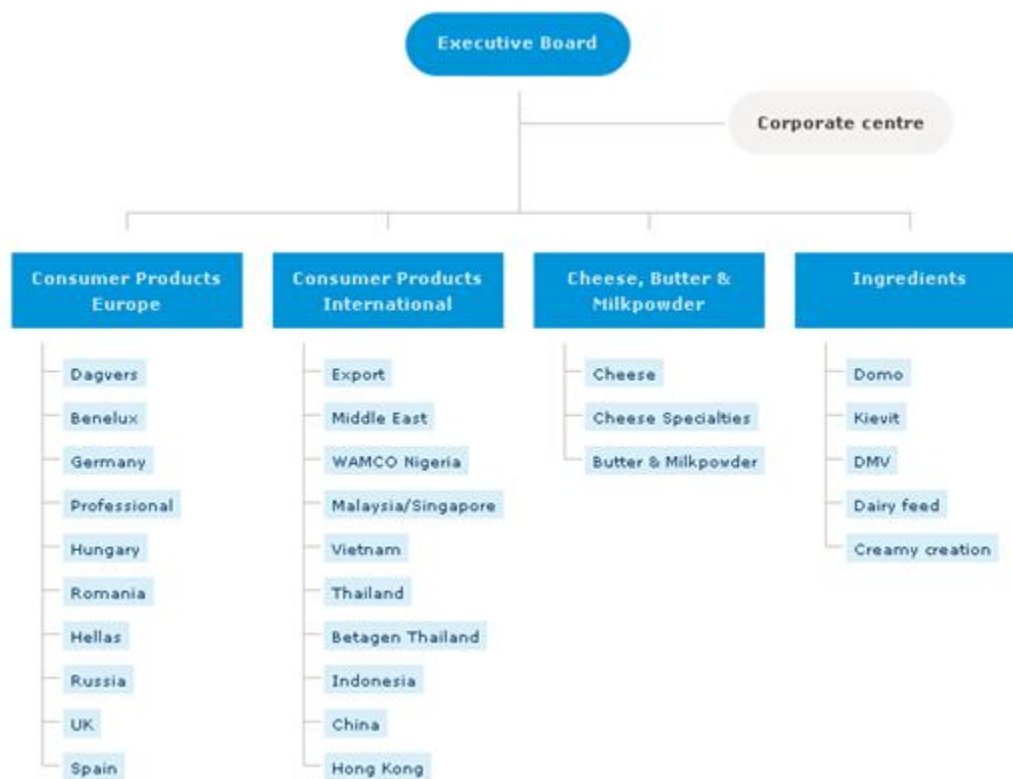 Executive Board
Corporate centre
Consumer Products
Europe
Dagvers
Benelux
Germany
Professional
Hungary
Romania
Hellas
Russia
UK
Spain
Consumer Products
International
Export
Middle East
WAMCO Nigeria
Malaysia/Singapore
Vietnam
Thailand
Betagen Thailand
Indonesia
China
Hong Kong
Cheese, Butter &
Milkpowder
Cheese
Cheese Specialties
Butter & Milkpowder
Ingredients
Domo
Kievit
DMV
Dairy feed
Creamy creation